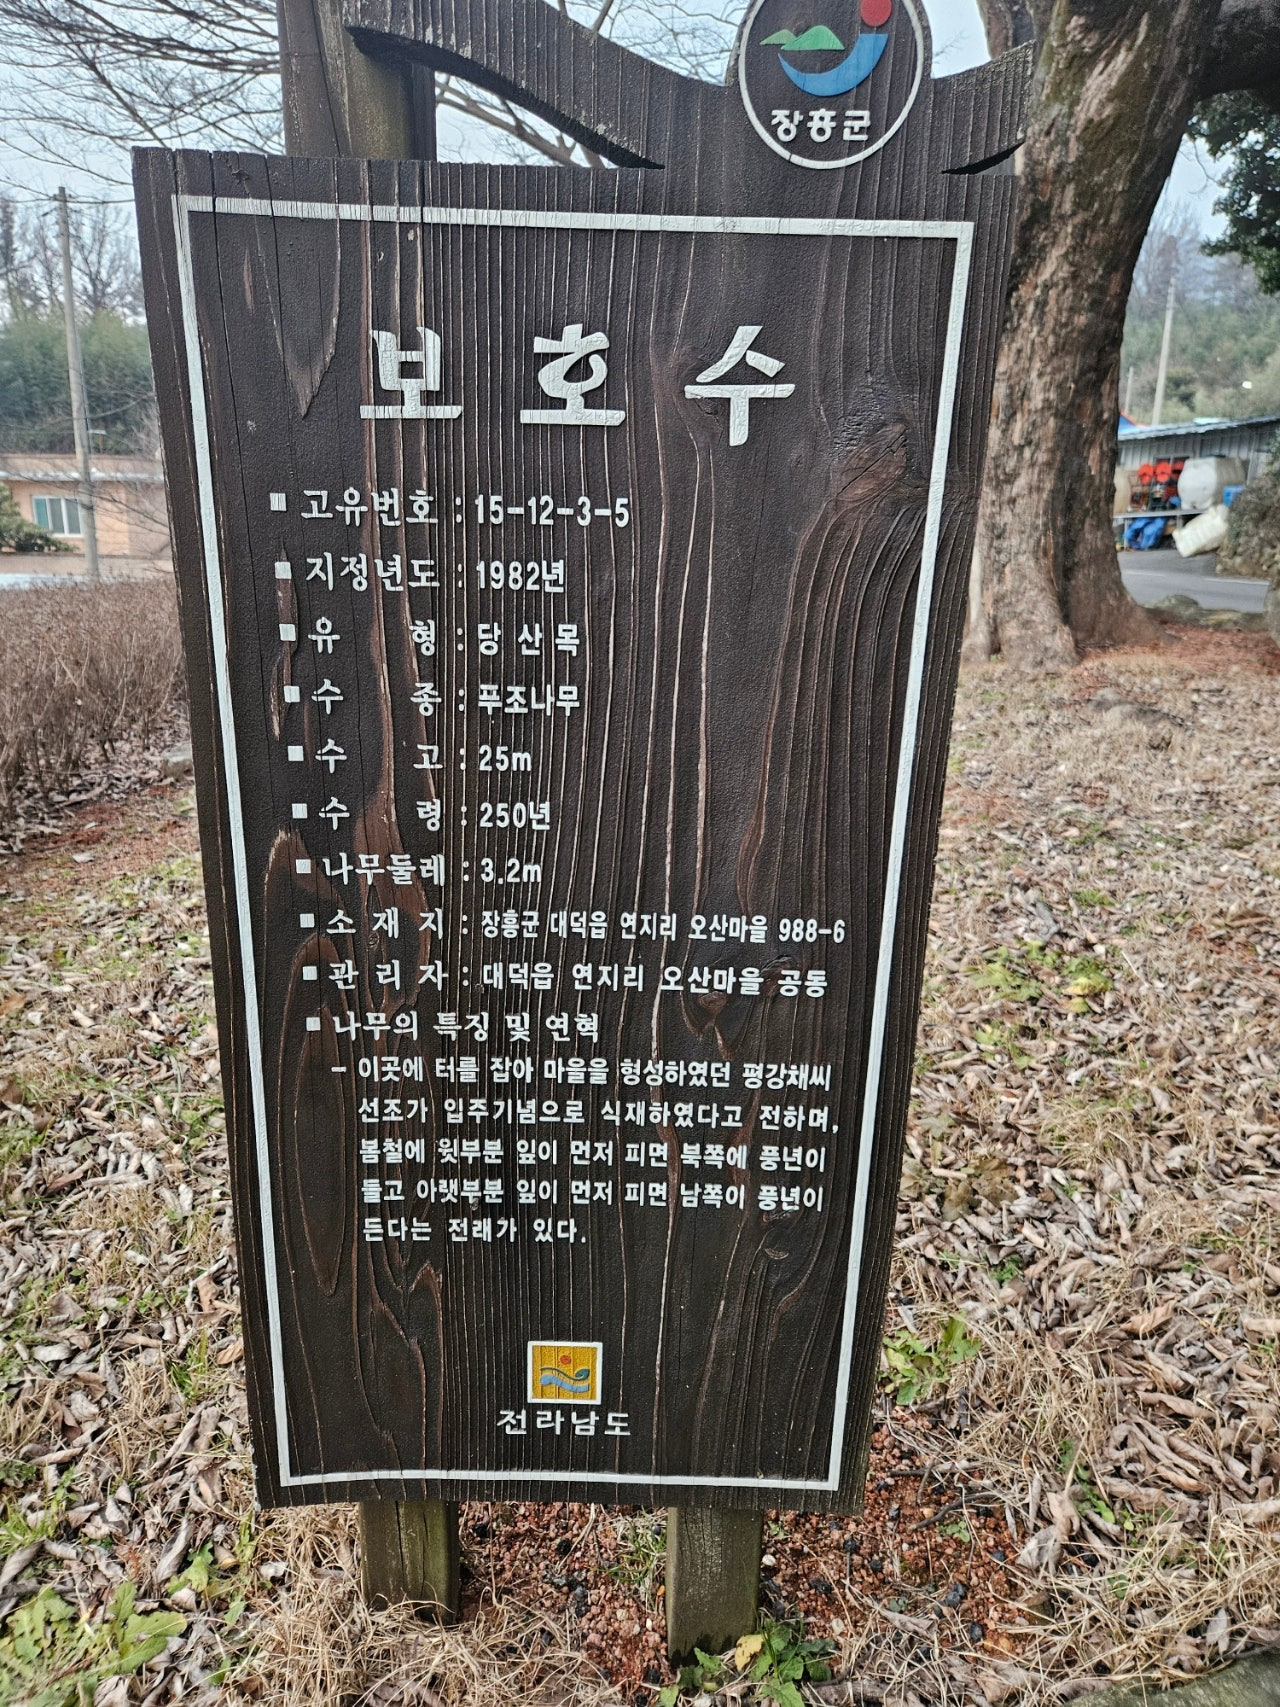 장흥군
보호수
■ 고유번호 : 15-12-3-5
■ 지정년도 : 1982년
■ 유 형 : 당산목
■ 수 종 : 푸조나무
■ 수 고 : 25m
■ 수 령 : 250년
■ 나무둘레 : 3.2m
■ 소 재 지 : 장흥군 대덕읍 연지리 오산마을 988-6
■ 관 리 자 : 대덕읍 연지리 오산마을 공동
■ 나무의 특징 및 연혁
- 이곳에 터를 잡아 마을을 형성하였던 평강채씨
선조가 입주기념으로 식재하였다고 전하며,
봄철에 윗부분 잎이 먼저 피면 북쪽에 풍년이
들고 아랫부분 잎이 먼저 피면 남쪽이 풍년이
든다는 전래가 있다.
전라남도